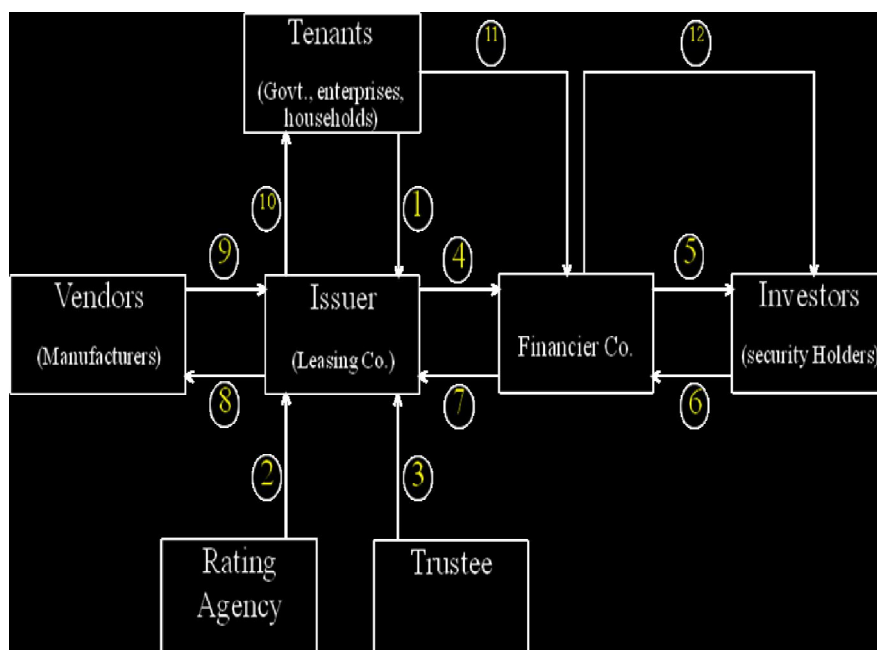 Tenants
(Govt., enterprises,
households)
11
12
10
1
9
4
5
Vendors
(Manufacturers)
Issuer
(Leasing Co.)
Financier Co.
Investors
(security Holders)
8
7
6
2
3
Rating
Agency
Trustee